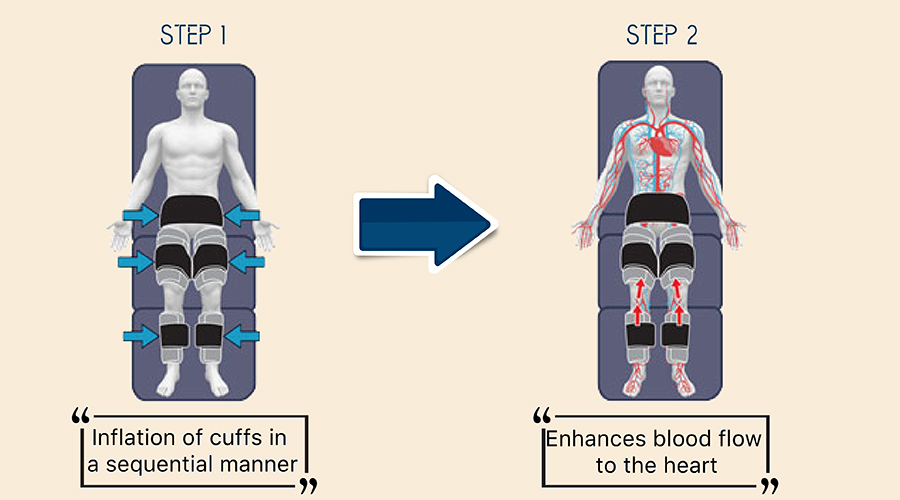 STEP 1
STEP 2
“Inflation of cuffs in
a sequential manner”
“Enhances blood flow
to the heart”